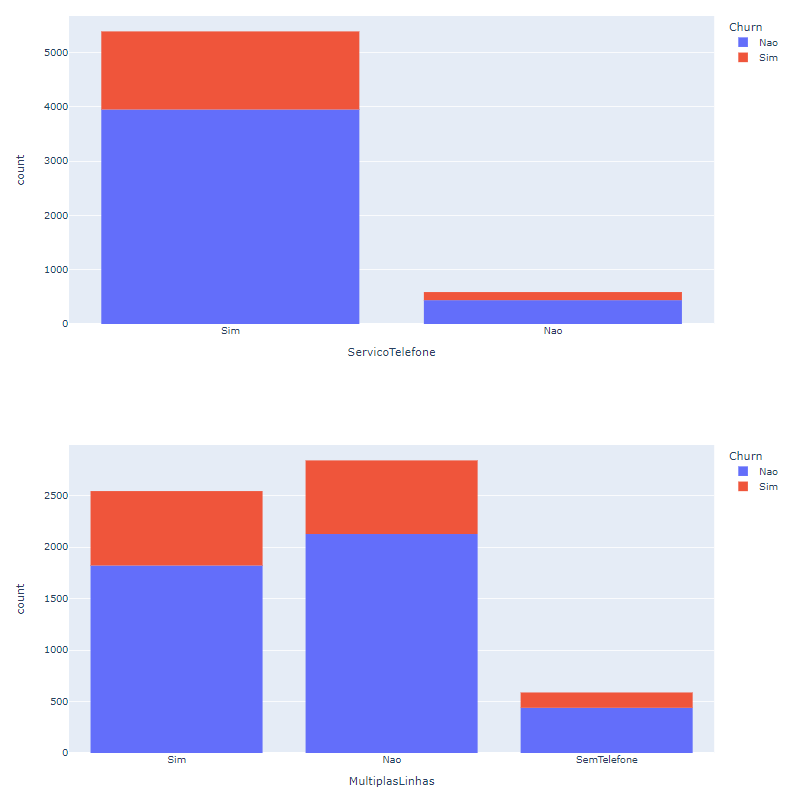 Churn
Nao
Sim
5000
4000
3000
2000
1000
0
count
Sim
Nao
ServicoTelefone
Churn
Nao
Sim
2500
2000
1500
1000
500
0
count
Sim
Nao
SemTelefone
MultiplasLinhas